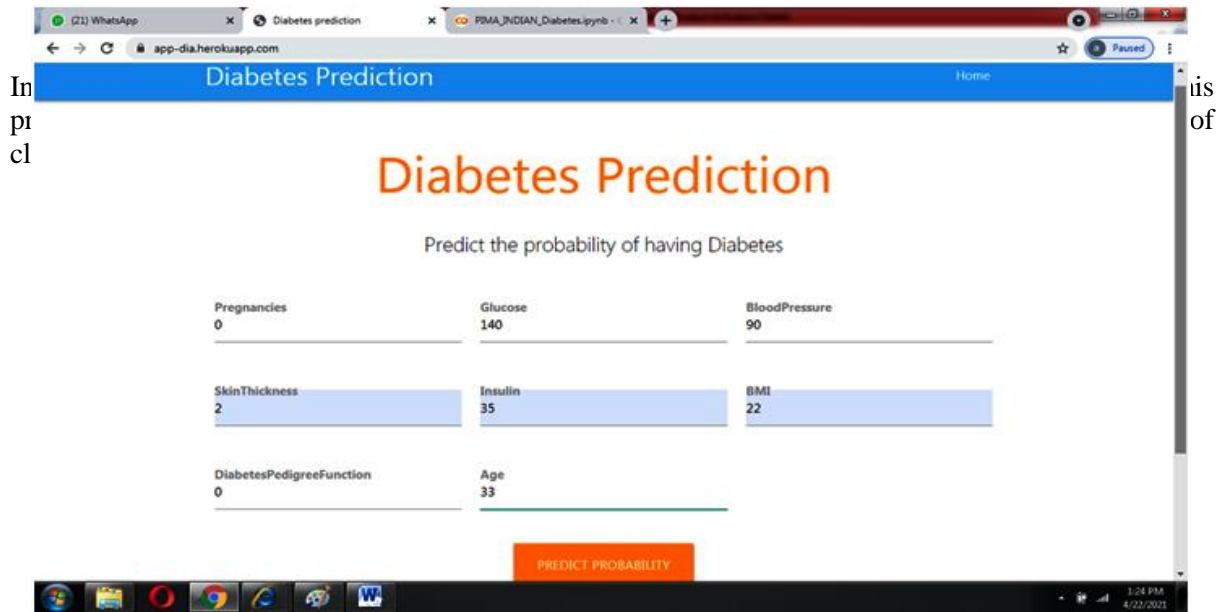 (21) WhatsApp
Diabetes prediction
PIMA_INDIAN_Diabetes.ipynb - C
app-dia.herokuapp.com
Paused
Diabetes Prediction
Home
In
is
pr
of
cl
Diabetes Prediction
Predict the probability of having Diabetes
Pregnancies
0
Glucose
140
BloodPressure
90
SkinThickness
2
Insulin
35
BMI
22
DiabetesPedigreeFunction
0
Age
33
PREDICT PROBABILITY
1:24 PM
4/22/2021